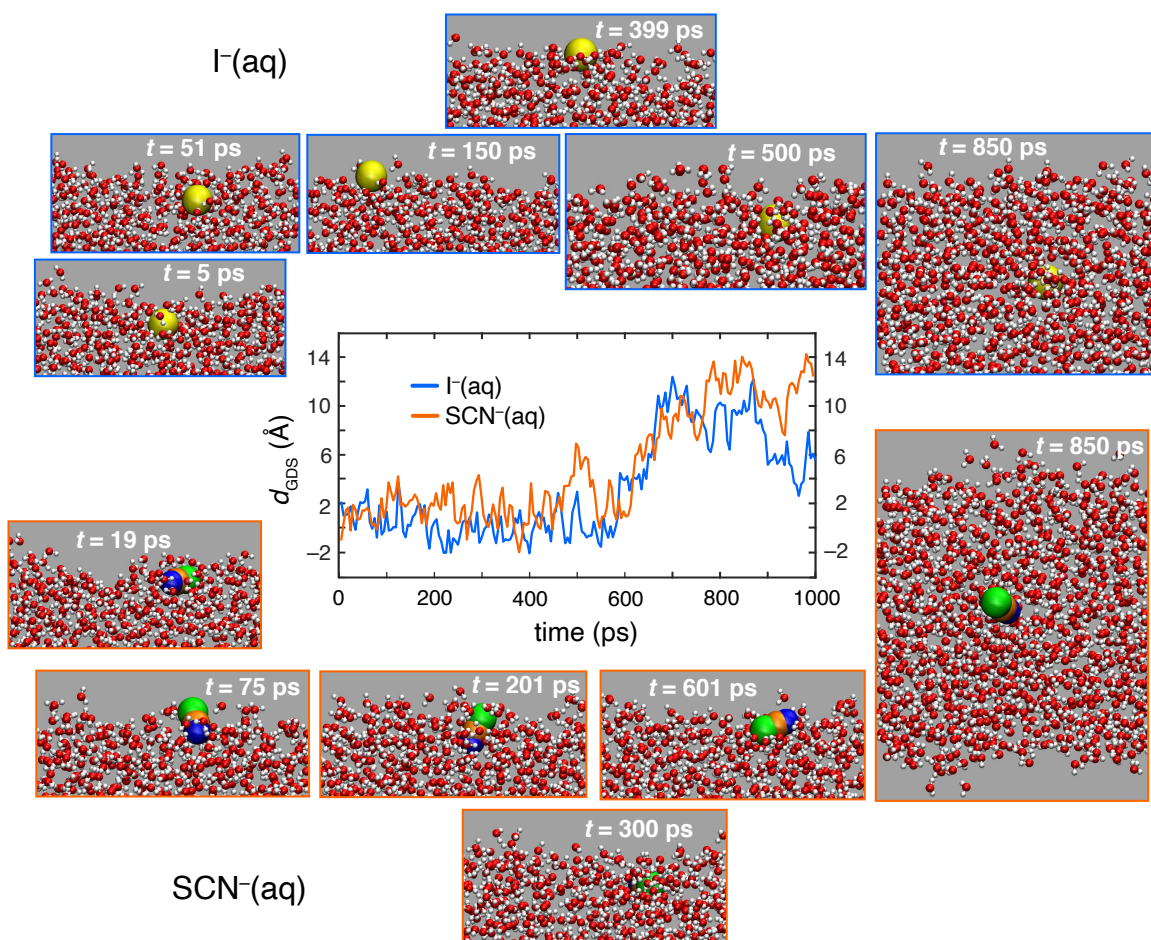 t = 399 ps
I⁻(aq)
t = 51 ps
t = 150 ps
t = 500 ps
t = 850 ps
t = 5 ps
14
10
6
2
−2
d_GDS (Å)
I⁻(aq)
SCN⁻(aq)
14
10
6
2
−2
0 200 400 600 800 1000
time (ps)
t = 850 ps
t = 19 ps
t = 75 ps
t = 201 ps
t = 601 ps
t = 300 ps
SCN⁻(aq)